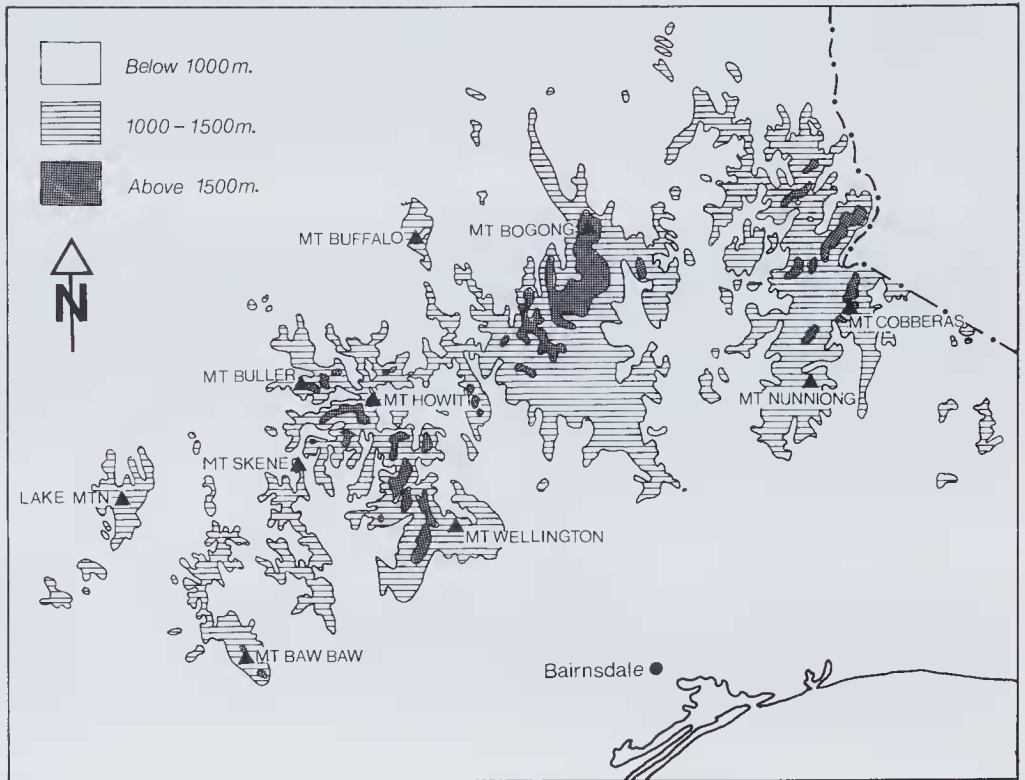 Below 1000 m.
1000 – 1500m.
Above 1500m.
N
MT BUFFALO
MT BOGONG
MT COBBERAS
MT BULLER
MT HOWITT
MT NUNNIONG
MT SKENE
LAKE MTN
MT WELLINGTON
MT BAW BAW
Bairnsdale